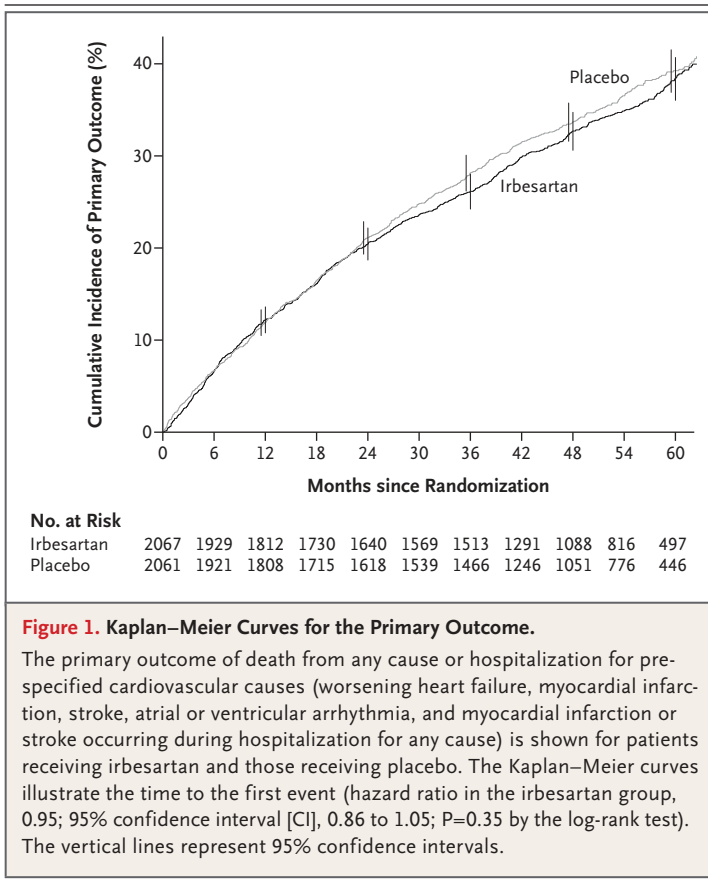 Cumulative Incidence of Primary Outcome (%)
40
30
20
10
0
Placebo
Irbesartan
0 6 12 18 24 30 36 42 48 54 60
Months since Randomization
No. at Risk
Irbesartan 2067 1929 1812 1730 1640 1569 1513 1291 1088 816 497
Placebo 2061 1921 1808 1715 1618 1539 1466 1246 1051 776 446
Figure 1. Kaplan–Meier Curves for the Primary Outcome.
The primary outcome of death from any cause or hospitalization for pre-
specified cardiovascular causes (worsening heart failure, myocardial infarc-
tion, stroke, atrial or ventricular arrhythmia, and myocardial infarction or
stroke occurring during hospitalization for any cause) is shown for patients
receiving irbesartan and those receiving placebo. The Kaplan–Meier curves
illustrate the time to the first event (hazard ratio in the irbesartan group,
0.95; 95% confidence interval [CI], 0.86 to 1.05; P=0.35 by the log-rank test).
The vertical lines represent 95% confidence intervals.